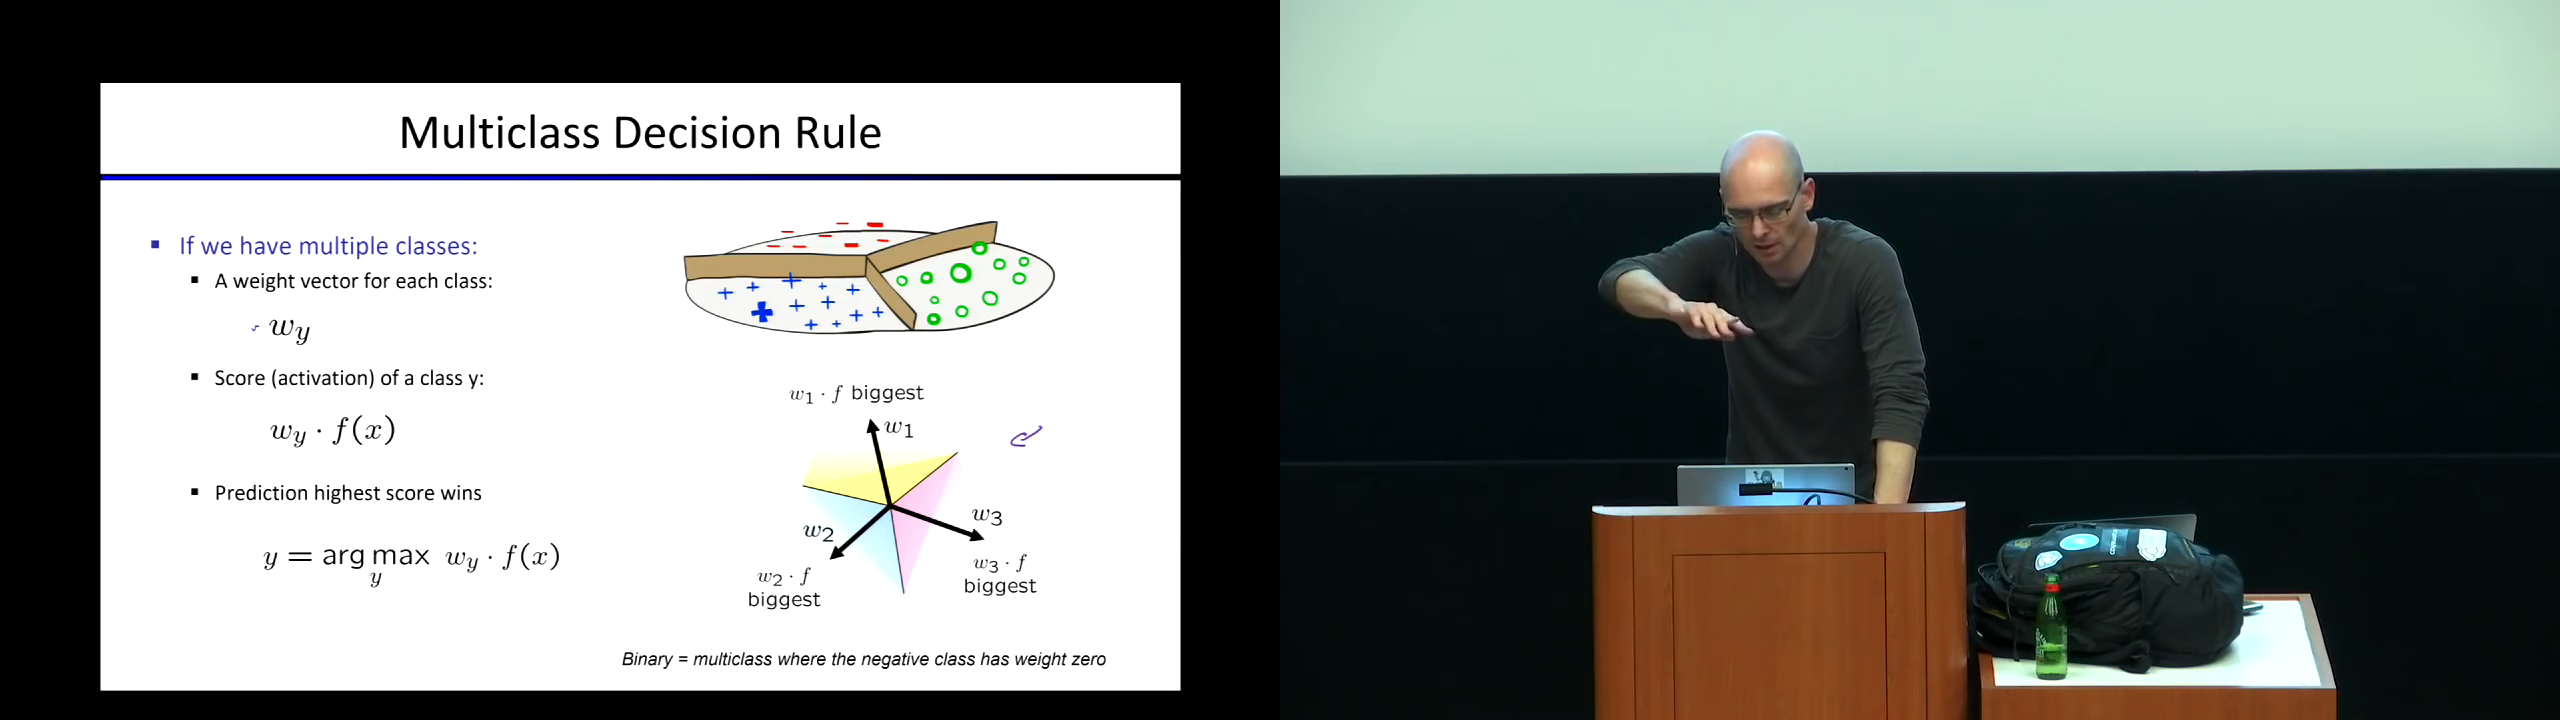 Multiclass Decision Rule
If we have multiple classes:
A weight vector for each class:
w_y
Score (activation) of a class y:
w_y · f(x)
Prediction highest score wins
y = arg max_y w_y · f(x)
w_1 · f biggest
w_1
w_2
w_3
w_2 · f
biggest
w_3 · f
biggest
Binary = multiclass where the negative class has weight zero